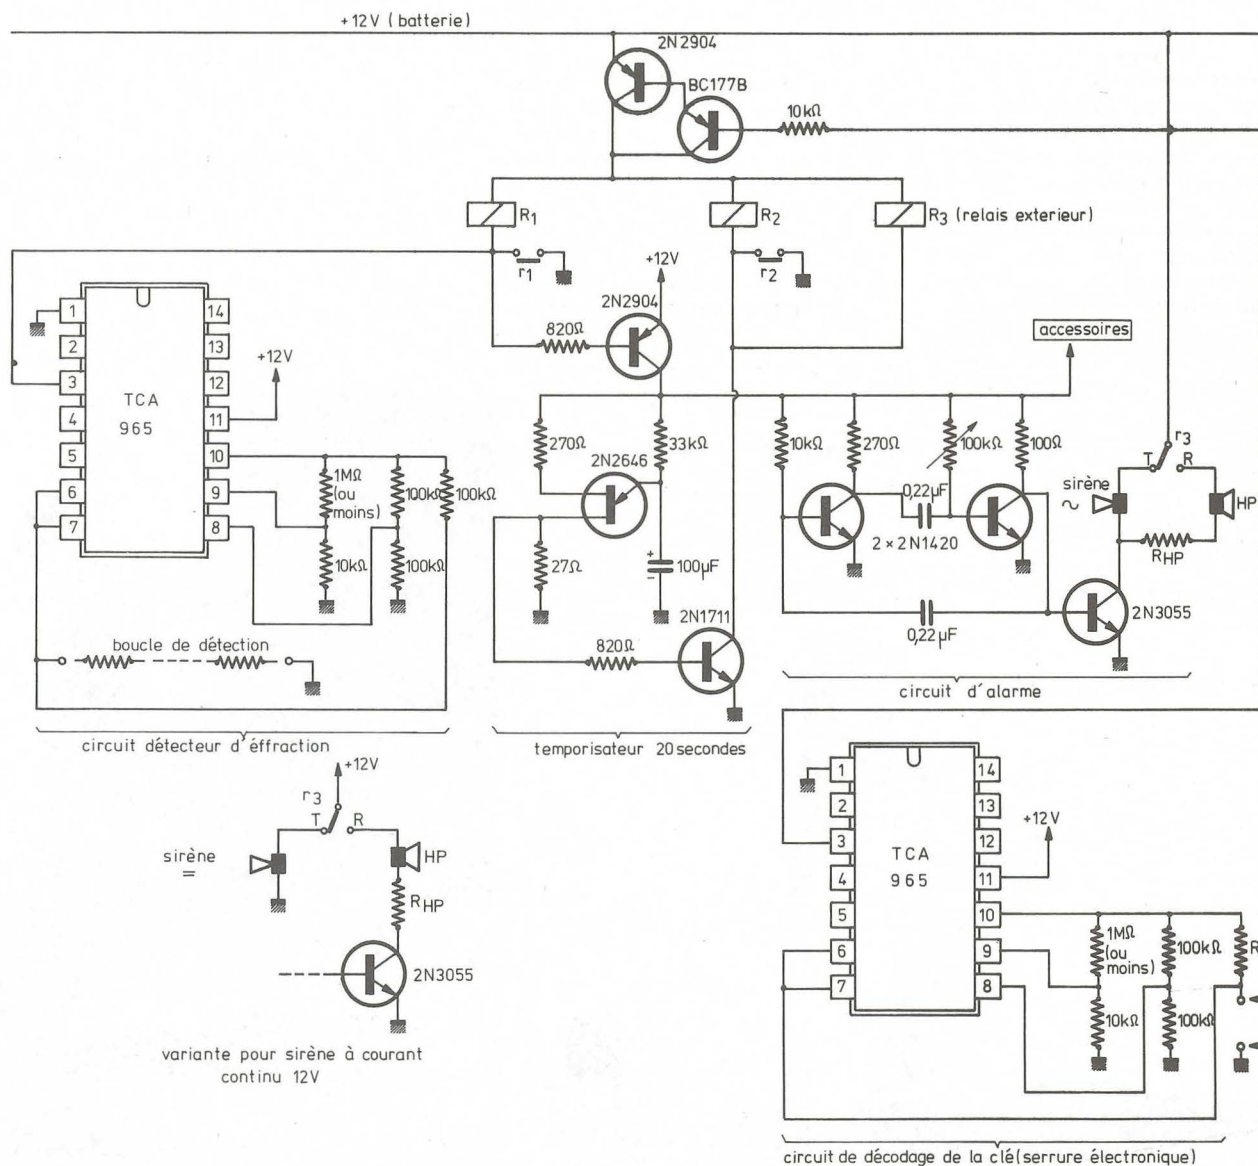 +12V (batterie)
2N2904
BC177B
10kΩ
R1
R2
R3 (relais exterieur)
r1
r2
+12V
2N2904
820Ω
accessoires
1
2
3
4
5
6
7
14
13
12
11
10
9
8
TCA
965
+12V
1MΩ
(ou
moins)
100kΩ
100kΩ
10kΩ
100kΩ
boucle de détection
circuit détecteur d'éffraction
270Ω
33kΩ
2N2646
27Ω
+
-
100µF
2N1711
820Ω
temporisateur 20 secondes
10kΩ
270Ω
100kΩ
100Ω
0,22µF
2 × 2N1420
0,22µF
r3
T
R
sirène
~
HP
RHP
2N3055
circuit d'alarme
+12V
r3
T
R
sirène
=
HP
RHP
2N3055
variante pour sirène à courant
continu 12V
1
2
3
4
5
6
7
14
13
12
11
10
9
8
TCA
965
+12V
1MΩ
(ou
moins)
100kΩ
R
10kΩ
100kΩ
circuit de décodage de la clé (serrure électronique)